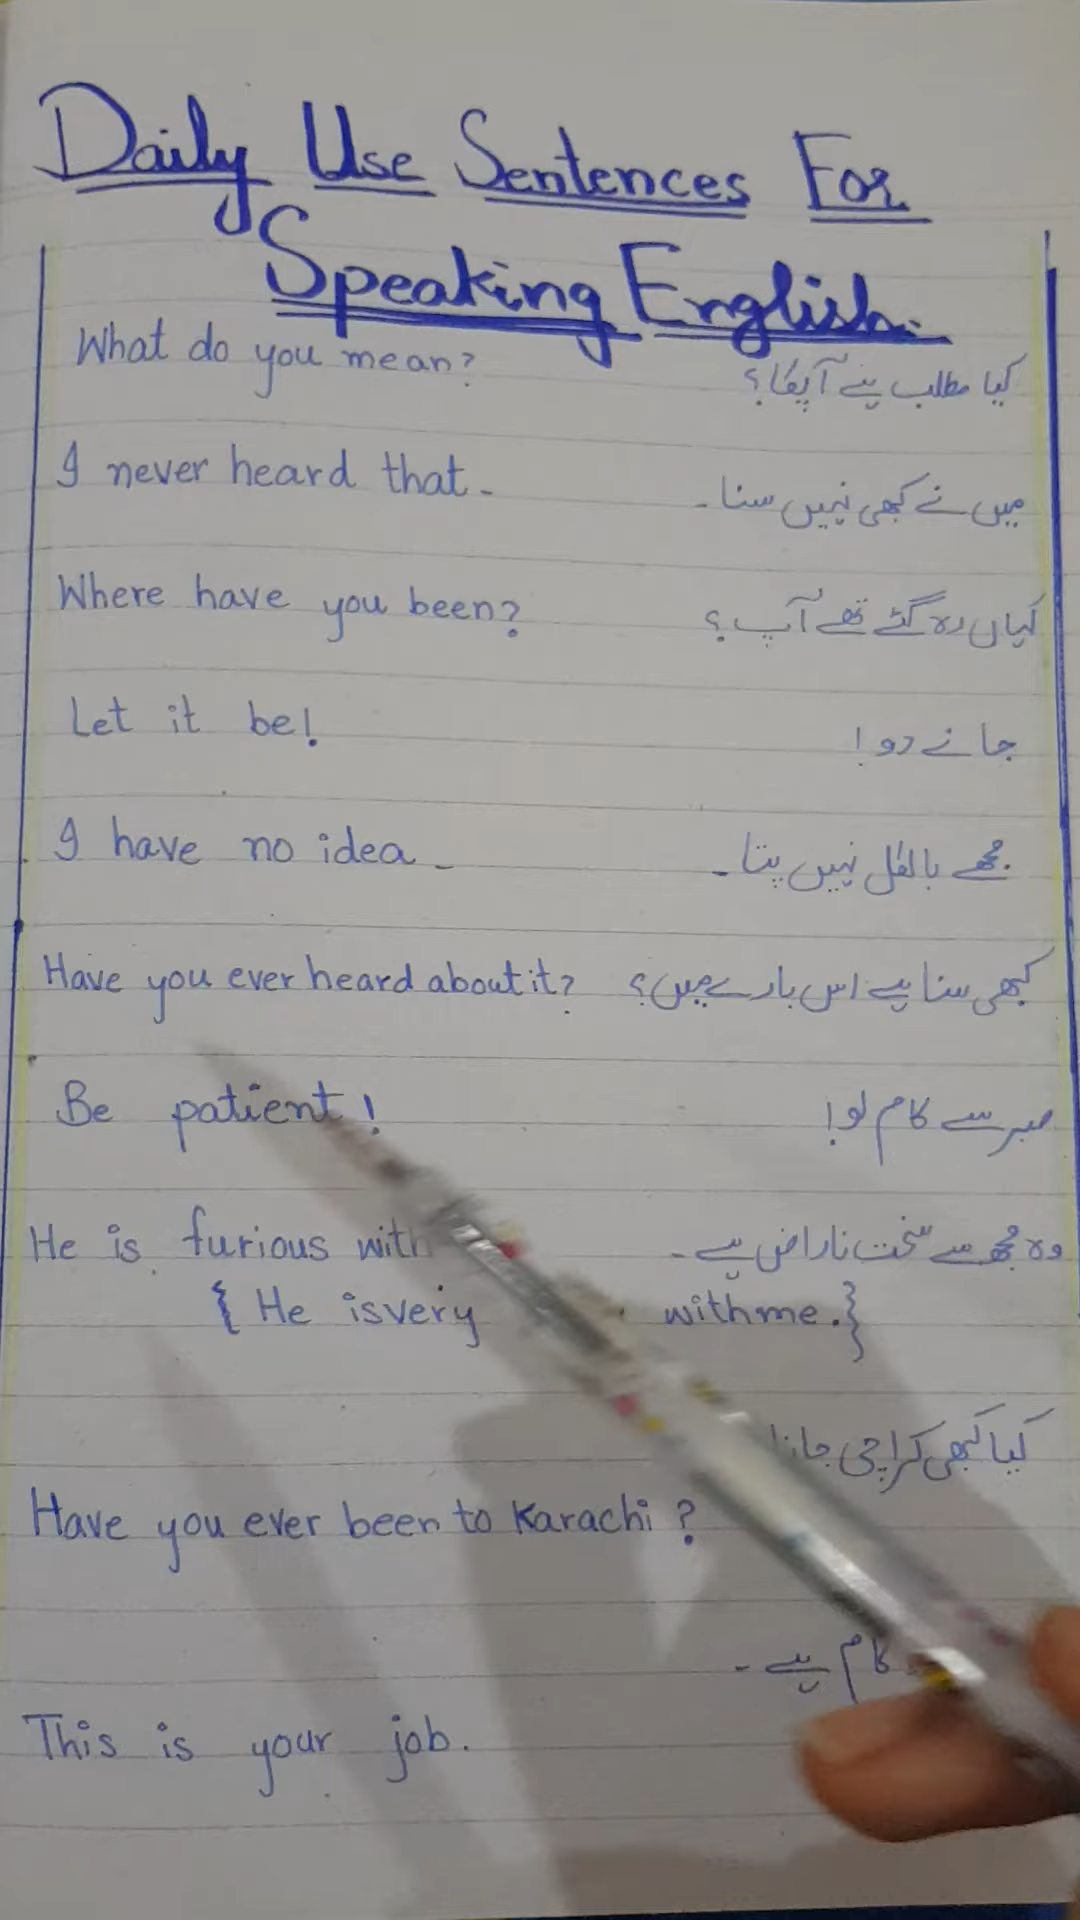 Daily Use Sentences For
Speaking English.
What do you mean? کیا مطلب ہے آپکا؟
I never heard that. میں نے کبھی نہیں سنا۔
Where have you been? کہاں رہ گئے تھے آپ؟
Let it be! جانے دو!
I have no idea. مجھے بالکل نہیں پتا۔
Have you ever heard about it? کبھی سنا ہے اس بارے میں؟
Be patient! صبر سے کام لو!
He is furious with وہ مجھ سے سخت ناراض ہے۔
{ He is very with me. }
کیا کبھی کراچی جانا
Have you ever been to Karachi?
کام ہے۔
This is your job.